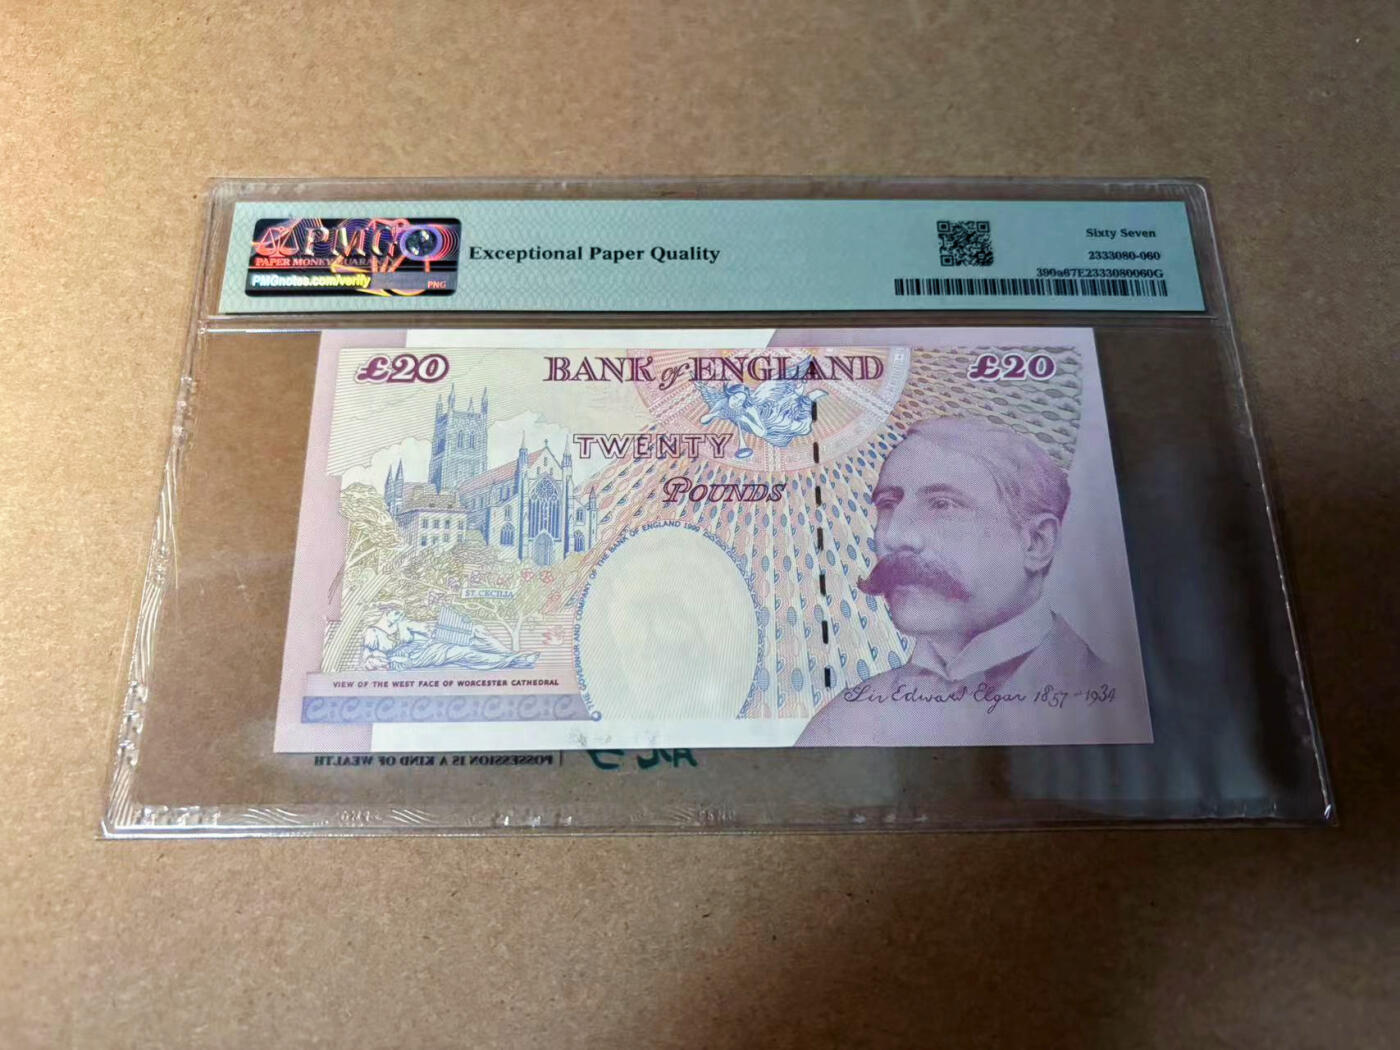 PMG
PAPER MONEY GUARANTY
PMGnotes.com/verify
PNG
Exceptional Paper Quality
Sixty Seven
2333080-060
390a67E2333080060G
£20
BANK of ENGLAND
£20
TWENTY
POUNDS
THE GOVERNOR AND COMPANY OF THE BANK OF ENGLAND 1999
ST. CECILIA
VIEW OF THE WEST FACE OF WORCESTER CATHEDRAL
Sir Edward Elgar 1857-1934
POSSESSION IS A KIND OF WEALTH